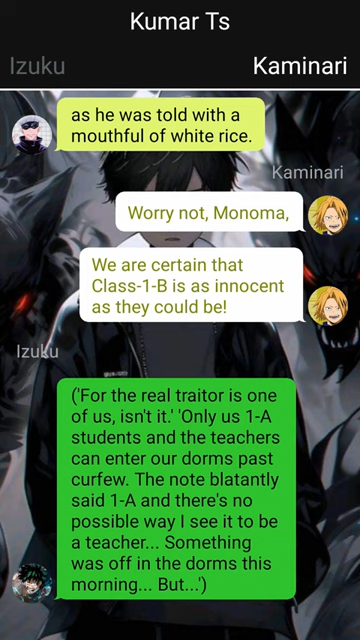 Kumar Ts
Izuku
Kaminari
as he was told with a
mouthful of white rice.
Kaminari
Worry not, Monoma,
We are certain that
Class-1-B is as innocent
as they could be!
Izuku
('For the real traitor is one
of us, isn't it.' 'Only us 1-A
students and the teachers
can enter our dorms past
curfew. The note blatantly
said 1-A and there's no
possible way I see it to be
a teacher... Something
was off in the dorms this
morning... But...')